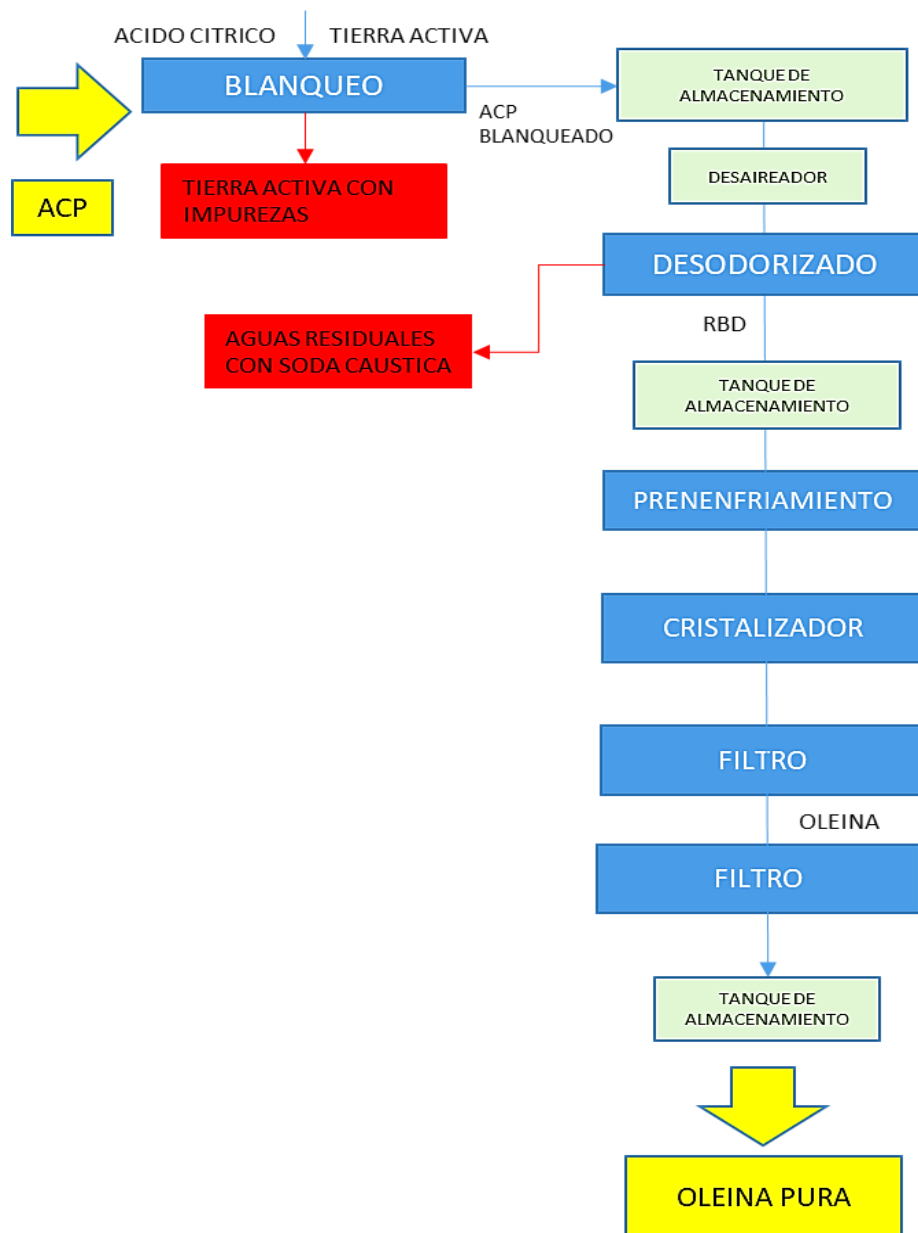 ACIDO CITRICO
TIERRA ACTIVA
BLANQUEO
ACP
BLANQUEADO
TANQUE DE
ALMACENAMIENTO
ACP
TIERRA ACTIVA CON
IMPUREZAS
DESAIREADOR
DESODORIZADO
RBD
AGUAS RESIDUALES
CON SODA CAUSTICA
TANQUE DE
ALMACENAMIENTO
PRENENFRIAMIENTO
CRISTALIZADOR
FILTRO
OLEINA
FILTRO
TANQUE DE
ALMACENAMIENTO
OLEINA PURA